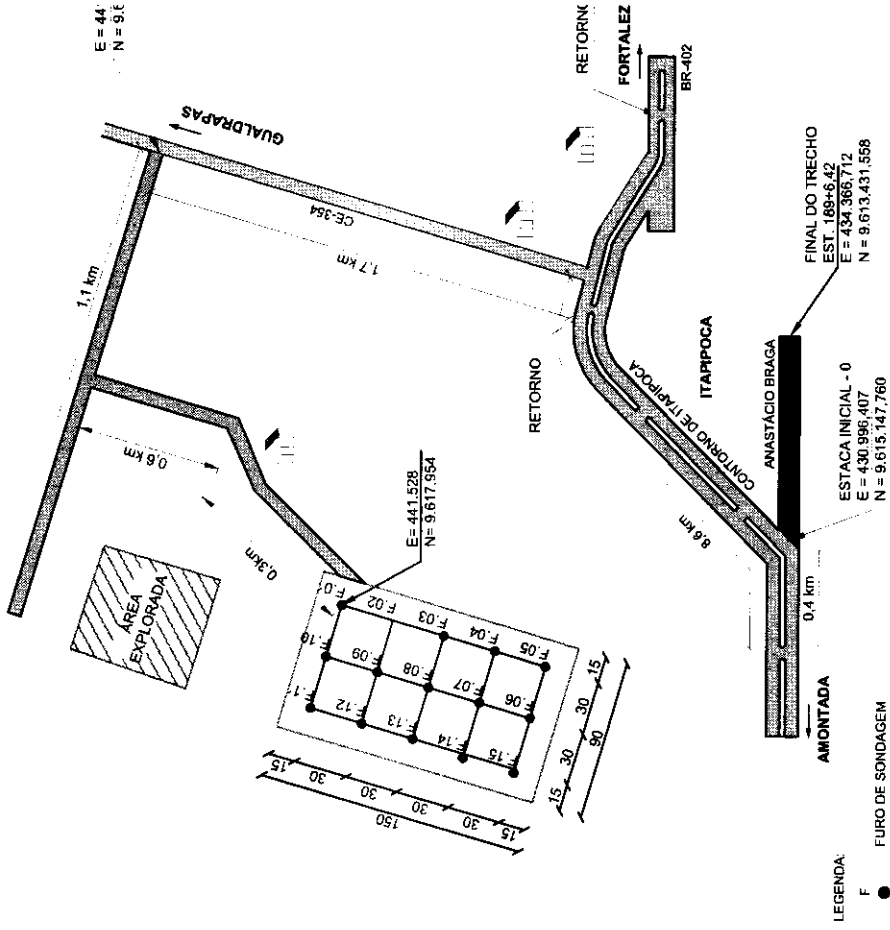 E = 44
N = 9.6
GUALDRAPAS
RETORNO
FORTALEZ
BR-402
CE-354
1,1 km
1,7 km
0,6 km
0,3km
ÁREA
EXPLORADA
E= 441.528
N= 9.617.954
RETORNO
ITAPIPOCA
CONTORNO DE ITAPIPOCA
8,6 km
ANASTÁCIO BRAGA
FINAL DO TRECHO
EST. 189+6,42
E = 434.366,712
N = 9.613.431,558
ESTACA INICIAL - 0
E = 430.996,407
N = 9.615.147,760
0,4 km
AMONTADA
F.0
F.02
F.03
F.04
F.05
F.10
F.09
F.08
F.07
F.06
F.1
F.12
F.13
F.14
F.15
15
30
30
30
30
15
150
15
30
30
15
90
LEGENDA:
F
FURO DE SONDAGEM